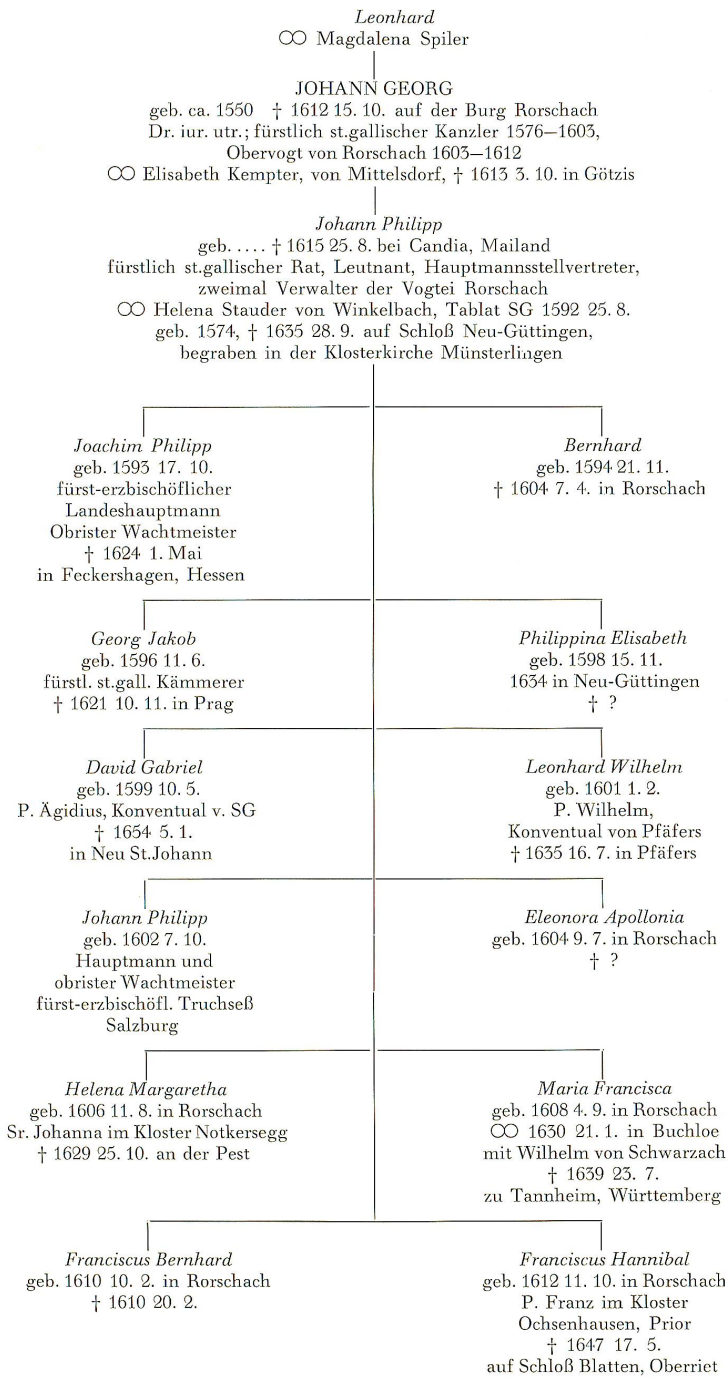 Leonhard
⚭ Magdalena Spiler
JOHANN GEORG
geb. ca. 1550 † 1612 15. 10. auf der Burg Rorschach
Dr. iur. utr.; fürstlich st.gallischer Kanzler 1576–1603,
Obervogt von Rorschach 1603–1612
⚭ Elisabeth Kempter, von Mittelsdorf, † 1613 3. 10. in Götzis
Johann Philipp
geb. . . . . . † 1615 25. 8. bei Candia, Mailand
fürstlich st.gallischer Rat, Leutnant, Hauptmannsstellvertreter,
zweimal Verwalter der Vogtei Rorschach
⚭ Helena Stauder von Winkelbach, Tablat SG 1592 25. 8.
geb. 1574, † 1635 28. 9. auf Schloß Neu-Güttingen,
begraben in der Klosterkirche Münsterlingen
Joachim Philipp
geb. 1593 17. 10.
fürst-erzbischöflicher
Landeshauptmann
Obrister Wachtmeister
† 1624 1. Mai
in Feckershagen, Hessen
Bernhard
geb. 1594 21. 11.
† 1604 7. 4. in Rorschach
Georg Jakob
geb. 1596 11. 6.
fürstl. st.gall. Kämmerer
† 1621 10. 11. in Prag
Philippina Elisabeth
geb. 1598 15. 11.
1634 in Neu-Güttingen
† ?
David Gabriel
geb. 1599 10. 5.
P. Ägidius, Konventual v. SG
† 1654 5. 1.
in Neu St.Johann
Leonhard Wilhelm
geb. 1601 1. 2.
P. Wilhelm,
Konventual von Pfäfers
† 1635 16. 7. in Pfäfers
Johann Philipp
geb. 1602 7. 10.
Hauptmann und
obrister Wachtmeister
fürst-erzbischöfl. Truchseß
Salzburg
Eleonora Apollonia
geb. 1604 9. 7. in Rorschach
† ?
Helena Margaretha
geb. 1606 11. 8. in Rorschach
Sr. Johanna im Kloster Notkersegg
† 1629 25. 10. an der Pest
Maria Francisca
geb. 1608 4. 9. in Rorschach
⚭ 1630 21. 1. in Buchloe
mit Wilhelm von Schwarzach
† 1639 23. 7.
zu Tannheim, Württemberg
Franciscus Bernhard
geb. 1610 10. 2. in Rorschach
† 1610 20. 2.
Franciscus Hannibal
geb. 1612 11. 10. in Rorschach
P. Franz im Kloster
Ochsenhausen, Prior
† 1647 17. 5.
auf Schloß Blatten, Oberriet